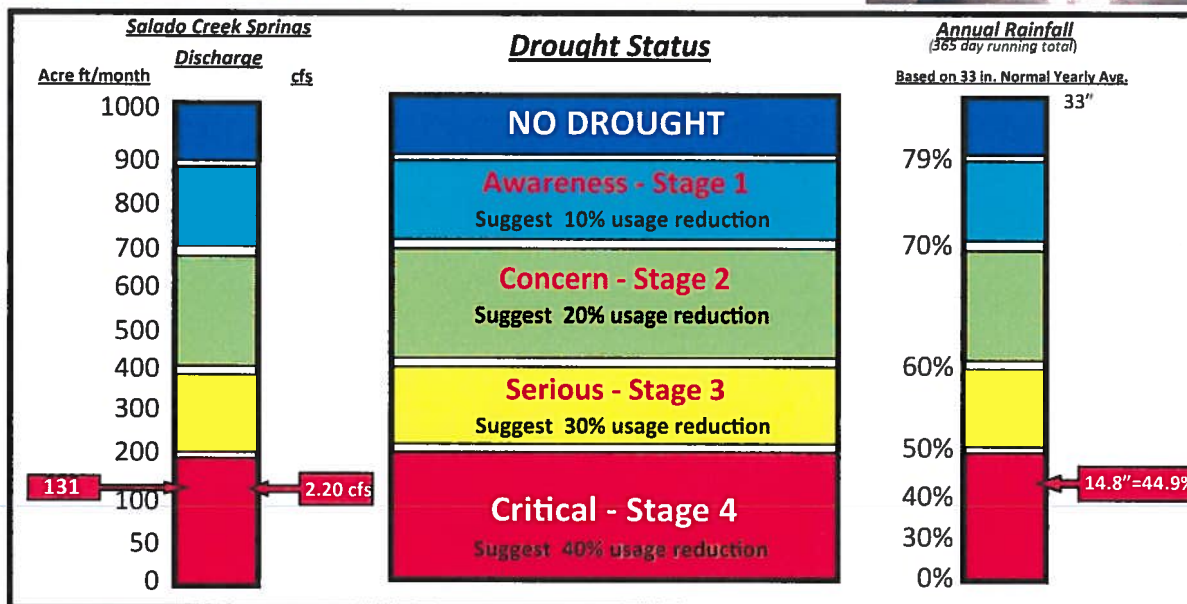 Salado Creek Springs
Discharge
Acre ft/month cfs
1000
900
800
700
600
500
400
300
200
100
50
0
131
2.20 cfs
Drought Status
NO DROUGHT
Awareness - Stage 1
Suggest 10% usage reduction
Concern - Stage 2
Suggest 20% usage reduction
Serious - Stage 3
Suggest 30% usage reduction
Critical - Stage 4
Suggest 40% usage reduction
Annual Rainfall
(365 day running total)
Based on 33 in. Normal Yearly Avg.
33"
79%
70%
60%
50%
40%
30%
0%
14.8"=44.9%